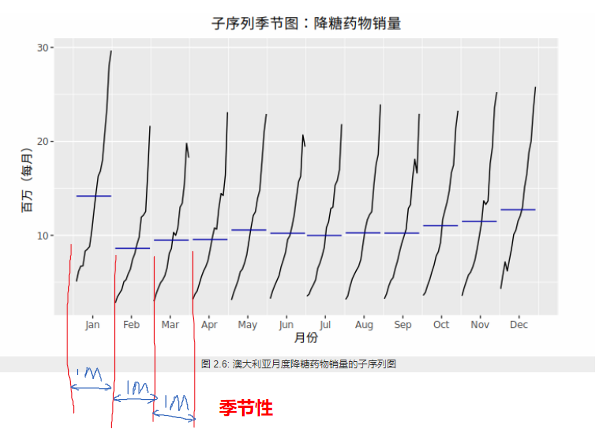 子序列季节图：降糖药物销量
百万（每月）
30
20
10
Jan Feb Mar Apr May Jun Jul Aug Sep Oct Nov Dec
月份
图 2.6: 澳大利亚月度降糖药物销量的子序列图
1M 1M 1M
季节性